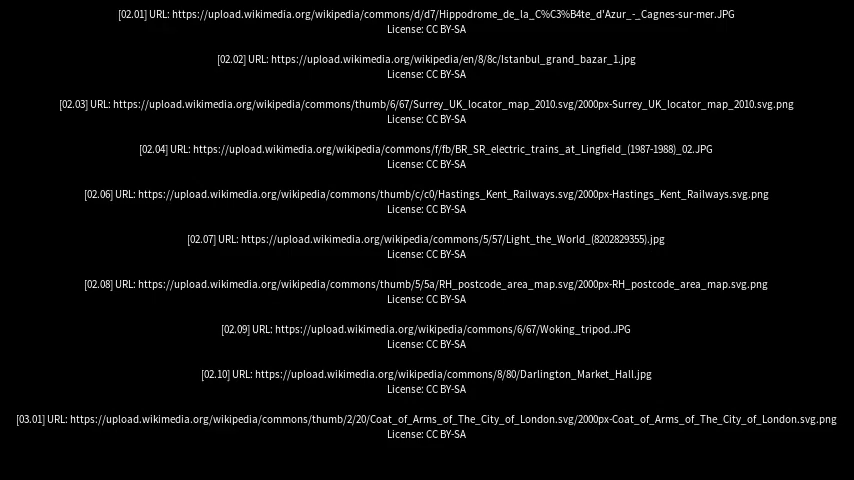 [02.01] URL: https://upload.wikimedia.org/wikipedia/commons/d/d7/Hippodrome_de_la_C%C3%B4te_d'Azur_-_Cagnes-sur-mer.JPG
License: CC BY-SA
[02.02] URL: https://upload.wikimedia.org/wikipedia/en/8/8c/Istanbul_grand_bazar_1.jpg
License: CC BY-SA
[02.03] URL: https://upload.wikimedia.org/wikipedia/commons/thumb/6/67/Surrey_UK_locator_map_2010.svg/2000px-Surrey_UK_locator_map_2010.svg.png
License: CC BY-SA
[02.04] URL: https://upload.wikimedia.org/wikipedia/commons/f/fb/BR_SR_electric_trains_at_Lingfield_(1987-1988)_02.JPG
License: CC BY-SA
[02.06] URL: https://upload.wikimedia.org/wikipedia/commons/thumb/c/c0/Hastings_Kent_Railways.svg/2000px-Hastings_Kent_Railways.svg.png
License: CC BY-SA
[02.07] URL: https://upload.wikimedia.org/wikipedia/commons/5/57/Light_the_World_(8202829355).jpg
License: CC BY-SA
[02.08] URL: https://upload.wikimedia.org/wikipedia/commons/thumb/5/5a/RH_postcode_area_map.svg/2000px-RH_postcode_area_map.svg.png
License: CC BY-SA
[02.09] URL: https://upload.wikimedia.org/wikipedia/commons/6/67/Woking_tripod.JPG
License: CC BY-SA
[02.10] URL: https://upload.wikimedia.org/wikipedia/commons/8/80/Darlington_Market_Hall.jpg
License: CC BY-SA
[03.01] URL: https://upload.wikimedia.org/wikipedia/commons/thumb/2/20/Coat_of_Arms_of_The_City_of_London.svg/2000px-Coat_of_Arms_of_The_City_of_London.svg.png
License: CC BY-SA